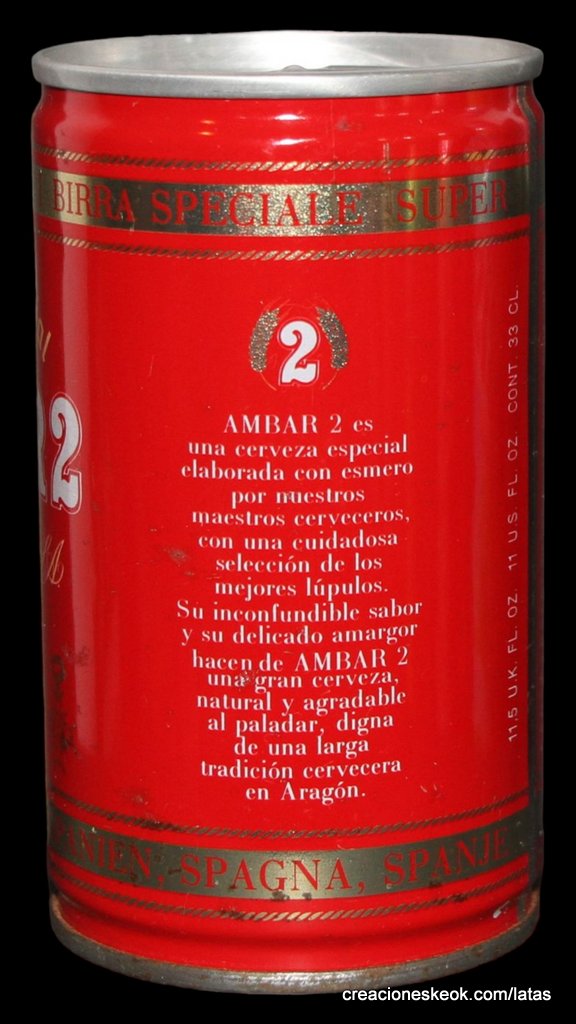 BIRRA SPECIALE SUPER
2
2
AMBAR 2 es
una cerveza especial
elaborada con esmero
por nuestros
maestros cerveceros,
con una cuidadosa
selección de los
mejores lúpulos.
Su inconfundible sabor
y su delicado amargor
hacen de AMBAR 2
una gran cerveza,
natural y agradable
al paladar, digna
de una larga
tradición cervecera
en Aragón.
11,5 U.K. FL. OZ 11 US. FL. OZ CONT. 33 CL.
SPAGNA, SPANJE
creacioneskeok.com/latas